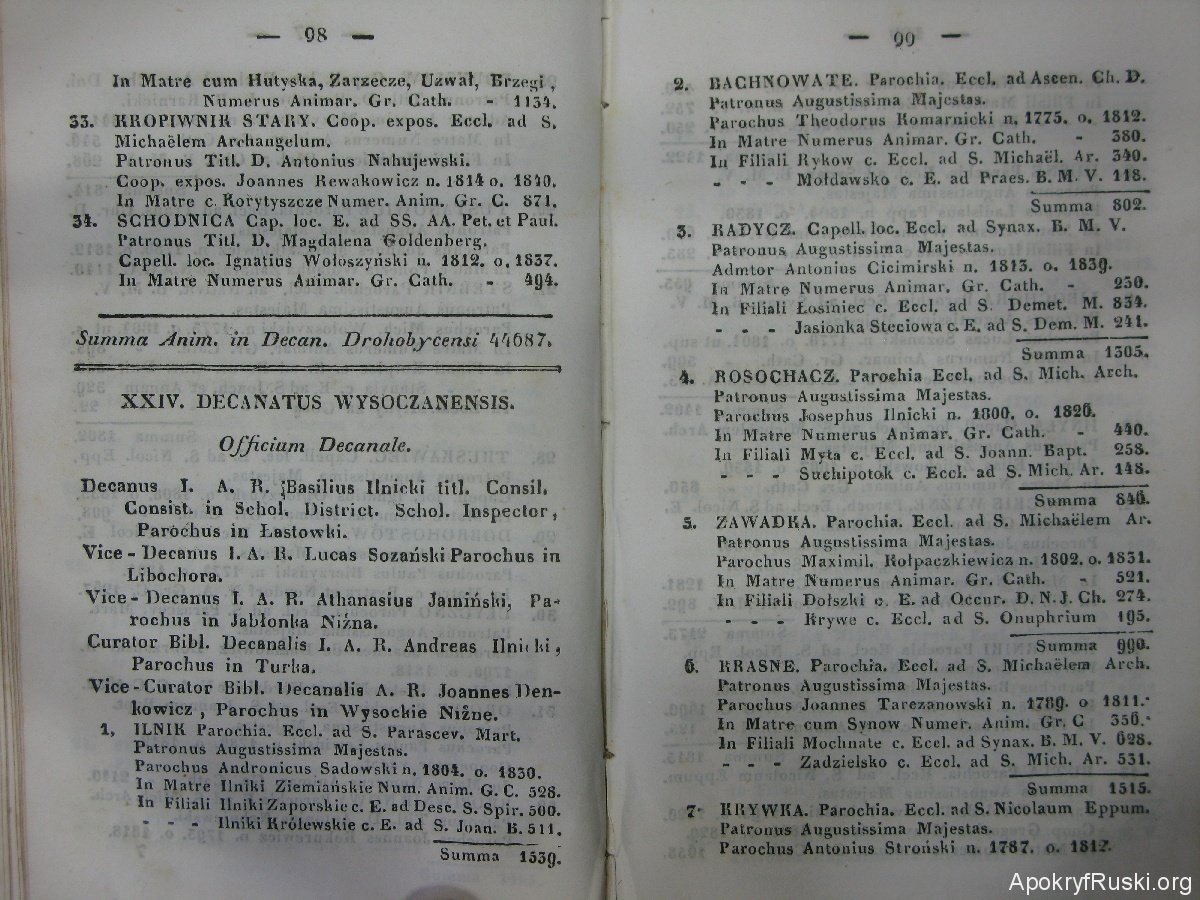 — 98 —
In Matre cum Hutyska, Zarzecze, Uzwał, Brzegi,
Numerus Animar. Gr. Cath. - 1134.
33. KROPIWNIK STARY. Coop. expos. Eccl. ad S.
Michaëlem Archangelum.
Patronus Titl. D. Antonius Nahujewski.
Coop. expos. Joannes Rewakowicz n. 1814 o. 1840.
In Matre c. Korytyszcze Numer. Anim. Gr. C. 871.
34. SCHODNICA Cap. loc. E. ad SS. AA. Pet. et Paul.
Patronus Titl. D. Magdalena Goldenberg.
Capell. loc. Ignatius Wołoszyński n. 1812. o. 1837.
In Matre Numerus Animar. Gr. Cath. - 494.
Summa Anim. in Decan. Drohobycensi 44687.
XXIV. DECANATUS WYSOCZANENSIS.
Officium Decanale.
Decanus I. A. R. Basilius Ilnicki titl. Consil.
Consist. in Schol. District. Schol. Inspector,
Parochus in Łastowki.
Vice-Decanus I. A. R. Lucas Sozański Parochus in
Libochora.
Vice-Decanus I. A. R. Athanasius Jamiński, Pa-
rochus in Jabłonka Niżna.
Curator Bibl. Decanalis I. A. R. Andreas Ilnicki,
Parochus in Turka.
Vice-Curator Bibl. Decanalis A. R. Joannes Den-
kowicz, Parochus in Wysockie Niżne.
1. ILNIK Parochia. Eccl. ad S. Parascev. Mart.
Patronus Augustissima Majestas.
Parochus Andronicus Sadowski n. 1804. o. 1830.
In Matre Ilniki Ziemiańskie Num. Anim. G. C. 528.
In Filiali Ilniki Zaporskie c. E. ad Desc. S. Spir. 500.
- - - Ilniki Królewskie c. E. ad S. Joan. B. 511.
Summa 1539.
— 99 —
2. BACHNOWATE. Parochia. Eccl. ad Ascen. Ch. D.
Patronus Augustissima Majestas.
Parochus Theodorus Komarnicki n. 1775. o. 1812.
In Matre Numerus Animar. Gr. Cath. - 380.
In Filiali Rykow c. Eccl. ad S. Michaël. Ar. 340.
- - - Mołdawsko c. E. ad Praes. B. M. V. 118.
Summa 802.
3. RADYCZ. Capell. loc. Eccl. ad Synax. B. M. V.
Patronus Augustissima Majestas.
Admtor Antonius Cicimirski n. 1813. o. 1839.
In Matre Numerus Animar. Gr. Cath. - 230.
In Filiali Łosiniec c. Eccl. ad S. Demet. M. 834.
- - - Jasionka Steciowa c. E. ad S. Dem. M. 241.
Summa 1305.
4. ROSOCHACZ. Parochia Eccl. ad S. Mich. Arch.
Patronus Augustissima Majestas.
Parochus Josephus Ilnicki n. 1800. o. 1826.
In Matre Numerus Animar. Gr. Cath. - 440.
In Filiali Myta c. Eccl. ad S. Joann. Bapt. 258.
- - - Suchipotok c. Eccl. ad S. Mich. Ar. 148.
Summa 846.
5. ZAWADKA. Parochia. Eccl. ad S. Michaëlem Ar.
Patronus Augustissima Majestas.
Parochus Maximil. Kołpaczkiewicz n. 1802. o. 1831.
In Matre Numerus Animar. Gr. Cath. - 521.
In Filiali Dołszki c. E. ad Occur. D. N. J. Ch. 274.
- - - Krywe c. Eccl. ad S. Onuphrium 195.
Summa 990.
6. KRASNE. Parochia. Eccl. ad S. Michaëlem Arch.
Patronus Augustissima Majestas.
Parochus Joannes Tarczanowski n. 1789. o 1811.
In Matre cum Synow Numer. Anim. Gr. C 356.
In Filiali Mochnate c. Eccl. ad Synax. B. M. V. 628.
- - - Zadzielsko c. Eccl. ad S. Mich. Ar. 531.
Summa 1515.
7. KRYWKA. Parochia. Eccl. ad S. Nicolaum Eppum.
Patronus Augustissima Majestas.
Parochus Antonius Stroński n. 1787. o. 1812.
ApokryfRuski.org